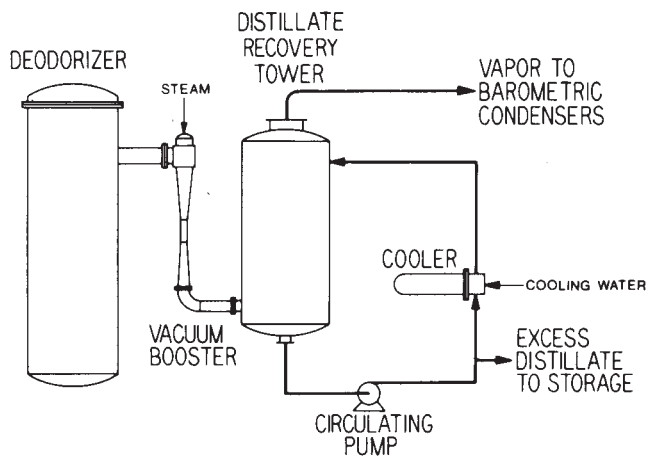 DISTILLATE
RECOVERY
TOWER
DEODORIZER
STEAM
VAPOR TO
BAROMETRIC
CONDENSERS
COOLER
COOLING WATER
VACUUM
BOOSTER
EXCESS
DISTILLATE
TO STORAGE
CIRCULATING
PUMP